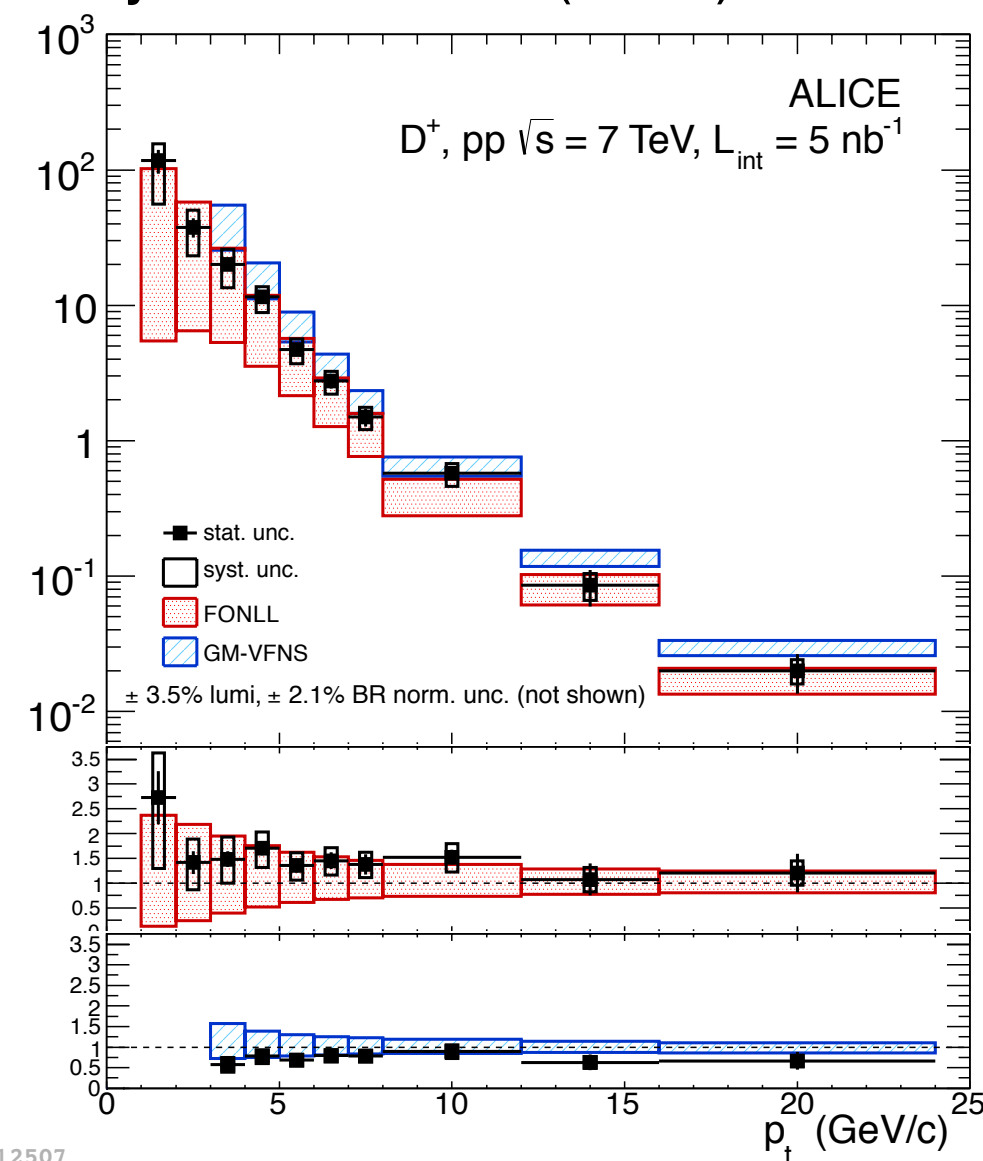 10³
ALICE
D⁺, pp √s = 7 TeV, L_int = 5 nb⁻¹
10²
10
1
stat. unc.
10⁻¹
syst. unc.
FONLL
GM-VFNS
± 3.5% lumi, ± 2.1% BR norm. unc. (not shown)
10⁻²
3.5
3
2.5
2
1.5
1
0.5
0
3.5
3
2.5
2
1.5
1
0.5
0
0 5 10 15 20 25
p_t (GeV/c)
12507